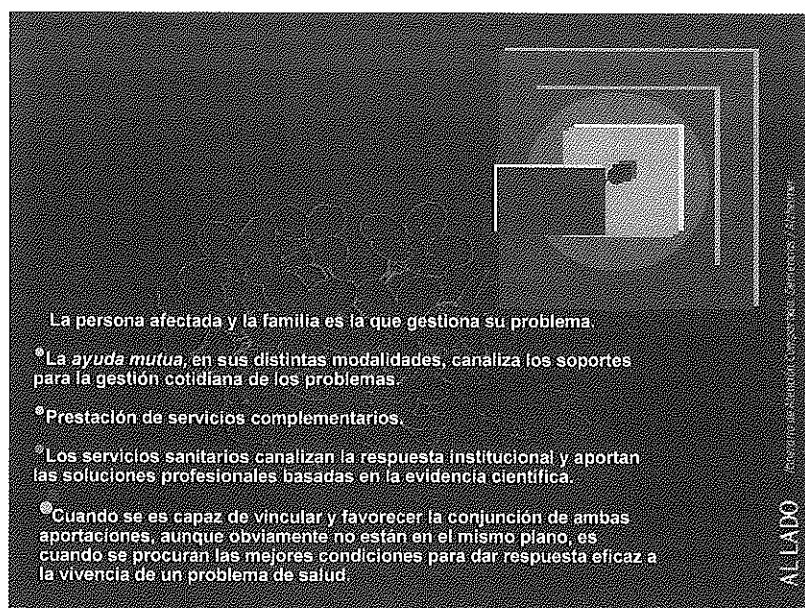 La persona afectada y la familia es la que gestiona su problema.
La ayuda mutua, en sus distintas modalidades, canaliza los soportes
para la gestión cotidiana de los problemas.
Prestación de servicios complementarios.
Los servicios sanitarios canalizan la respuesta institucional y aportan
las soluciones profesionales basadas en la evidencia científica.
Cuando se es capaz de vincular y favorecer la conjunción de ambas
aportaciones, aunque obviamente no están en el mismo plano, es
cuando se procuran las mejores condiciones para dar respuesta eficaz a
la vivencia de un problema de salud.
AL LADO